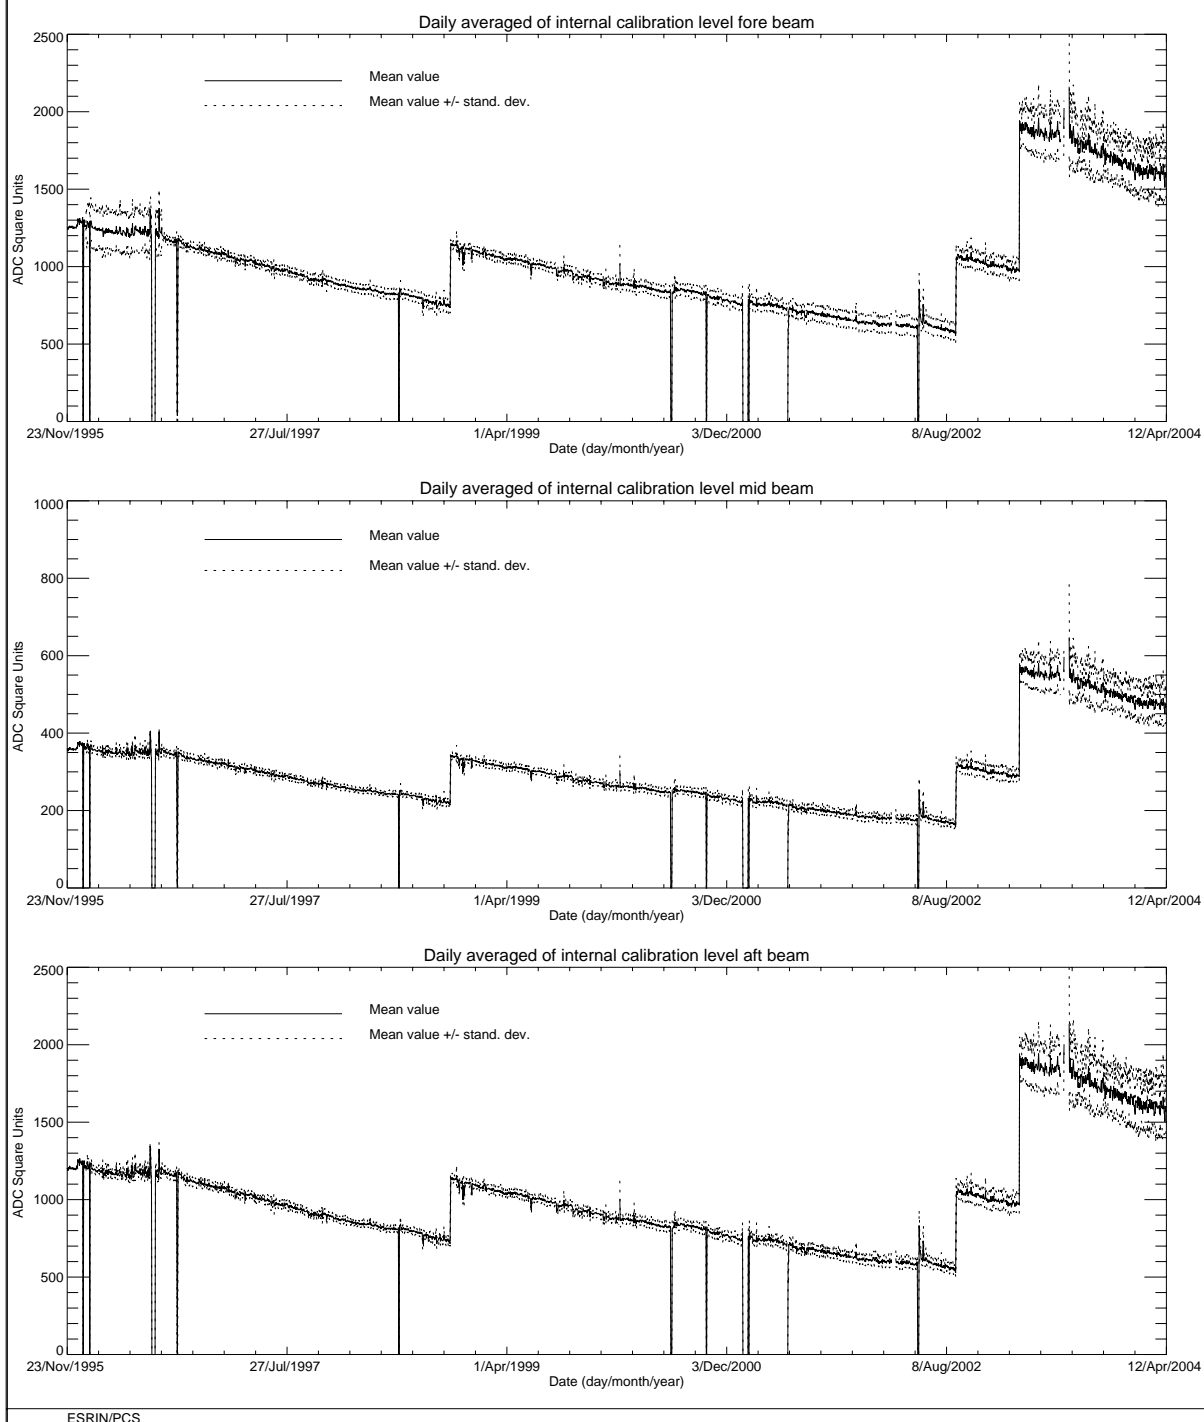 Daily averaged of internal calibration level fore beam
2500
2000
1500
1000
500
0
ADC Square Units
Mean value
Mean value +/- stand. dev.
23/Nov/1995 27/Jul/1997 1/Apr/1999 3/Dec/2000 8/Aug/2002 12/Apr/2004
Date (day/month/year)
Daily averaged of internal calibration level mid beam
1000
800
600
400
200
0
ADC Square Units
Mean value
Mean value +/- stand. dev.
23/Nov/1995 27/Jul/1997 1/Apr/1999 3/Dec/2000 8/Aug/2002 12/Apr/2004
Date (day/month/year)
Daily averaged of internal calibration level aft beam
2500
2000
1500
1000
500
0
ADC Square Units
Mean value
Mean value +/- stand. dev.
23/Nov/1995 27/Jul/1997 1/Apr/1999 3/Dec/2000 8/Aug/2002 12/Apr/2004
Date (day/month/year)
ESRIN/PCS